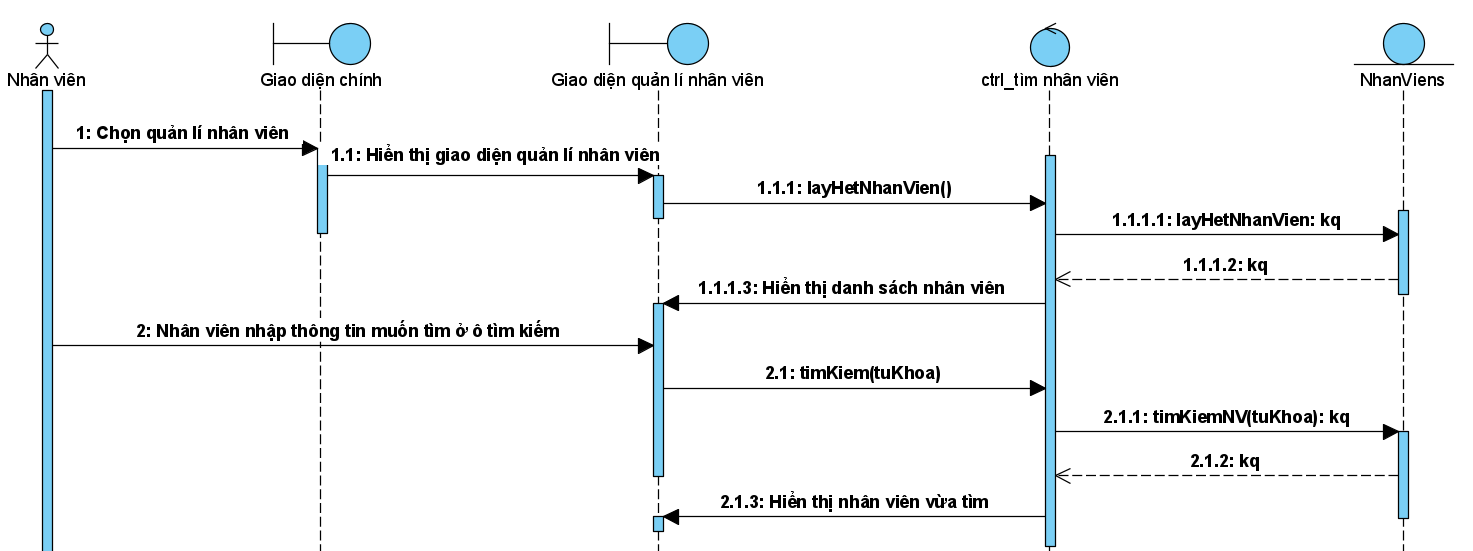 Nhân viên
Giao diện chính
Giao diện quản lí nhân viên
ctrl_tìm nhân viên
NhanViens
1: Chọn quản lí nhân viên
1.1: Hiển thị giao diện quản lí nhân viên
1.1.1: layHetNhanVien()
1.1.1.1: layHetNhanVien: kq
1.1.1.2: kq
1.1.1.3: Hiển thị danh sách nhân viên
2: Nhân viên nhập thông tin muốn tìm ở ô tìm kiếm
2.1: timKiem(tuKhoa)
2.1.1: timKiemNV(tuKhoa): kq
2.1.2: kq
2.1.3: Hiển thị nhân viên vừa tìm